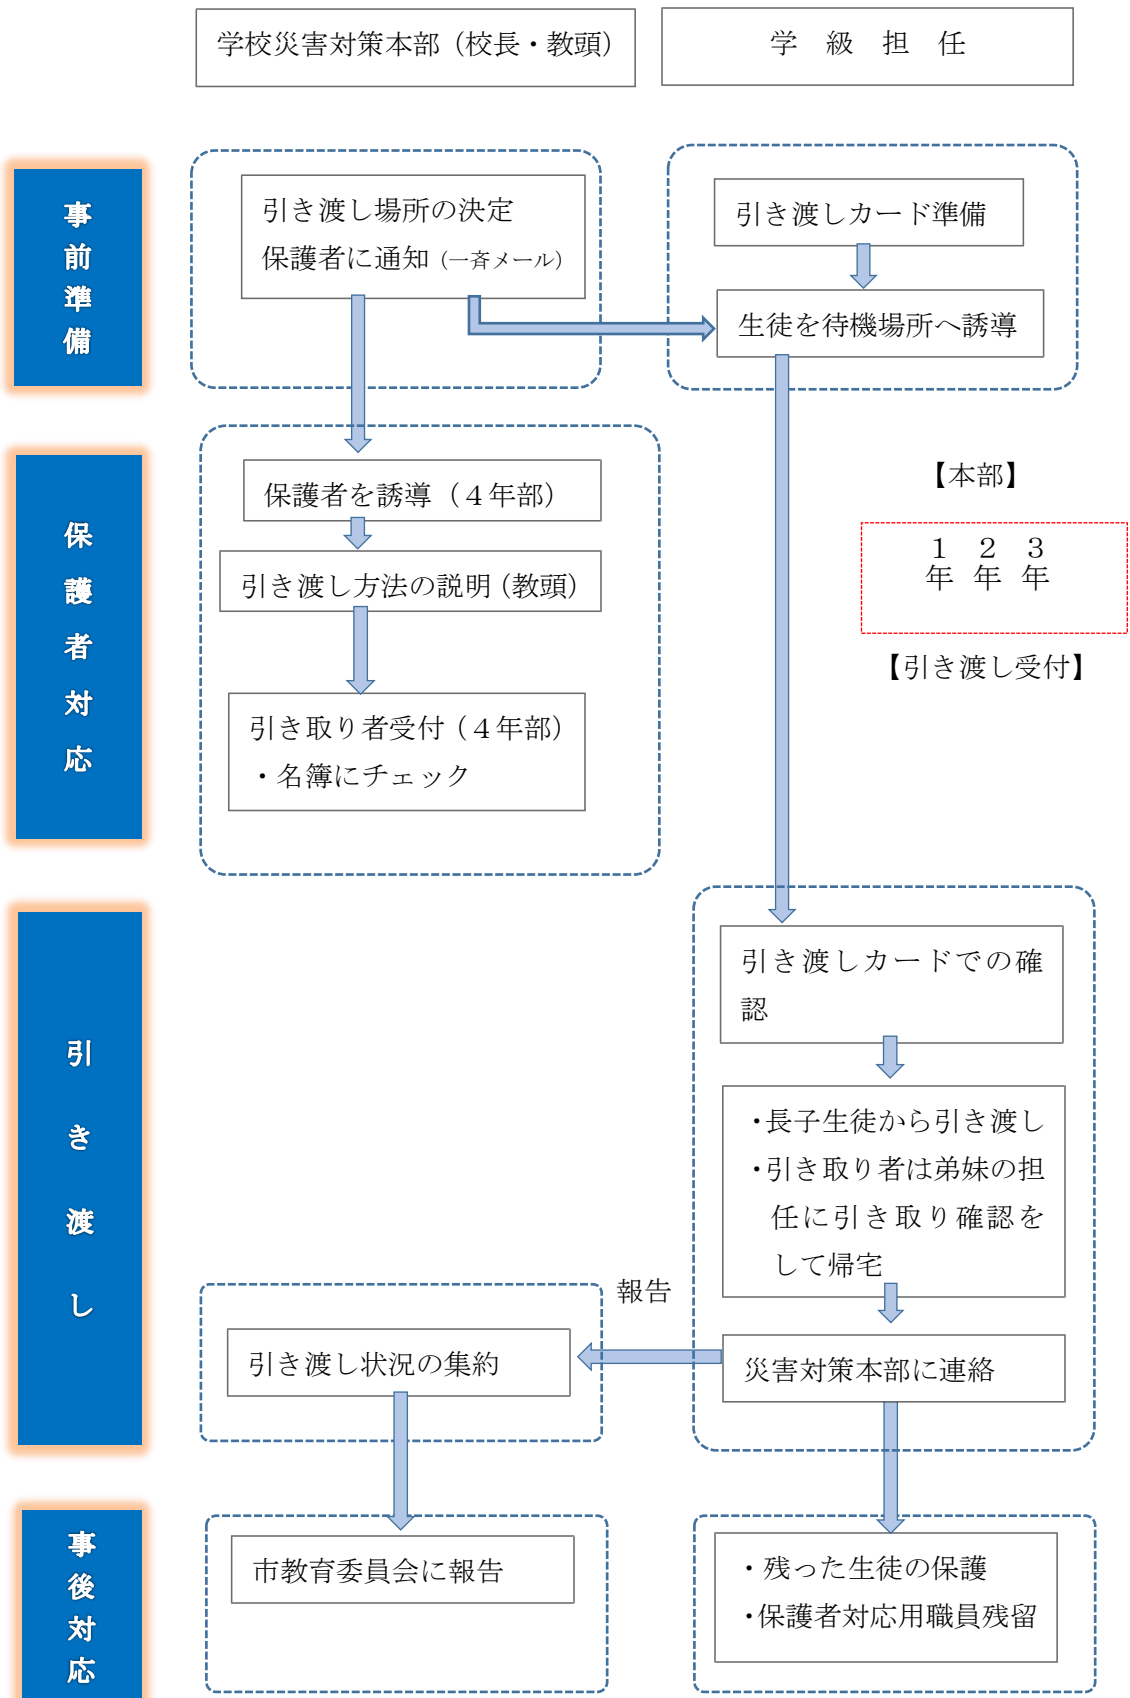 学校災害対策本部（校長・教頭）
学級担任
事前準備
引き渡し場所の決定
保護者に通知（一斉メール）
引き渡しカード準備
生徒を待機場所へ誘導
保護者対応
保護者を誘導（４年部）
引き渡し方法の説明（教頭）
引き取り者受付（４年部）
・名簿にチェック
【本部】
１年 ２年 ３年
【引き渡し受付】
引き渡し
引き渡しカードでの確
認
・長子生徒から引き渡し
・引き取り者は弟妹の担
任に引き取り確認を
して帰宅
報告
引き渡し状況の集約
災害対策本部に連絡
事後対応
市教育委員会に報告
・残った生徒の保護
・保護者対応用職員残留